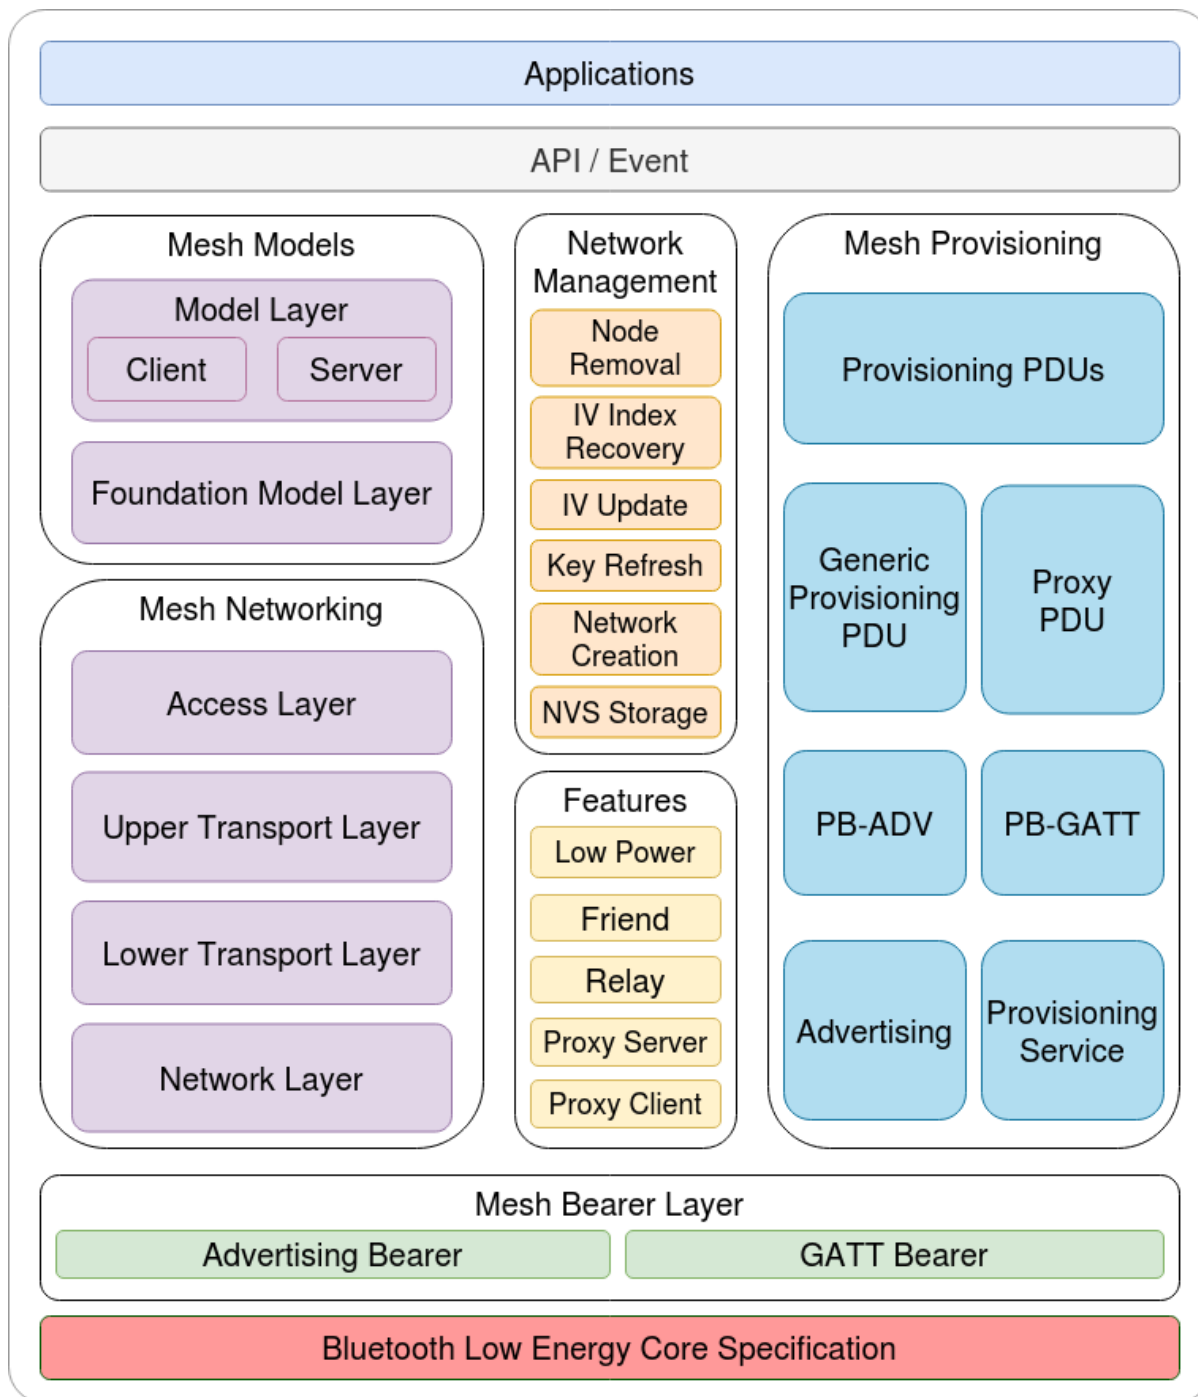 Applications
API / Event
Mesh Models
Model Layer
Client
Server
Foundation Model Layer
Mesh Networking
Access Layer
Upper Transport Layer
Lower Transport Layer
Network Layer
Network
Management
Node
Removal
IV Index
Recovery
IV Update
Key Refresh
Network
Creation
NVS Storage
Features
Low Power
Friend
Relay
Proxy Server
Proxy Client
Mesh Provisioning
Provisioning PDUs
Generic
Provisioning
PDU
Proxy
PDU
PB-ADV
PB-GATT
Advertising
Provisioning
Service
Mesh Bearer Layer
Advertising Bearer
GATT Bearer
Bluetooth Low Energy Core Specification